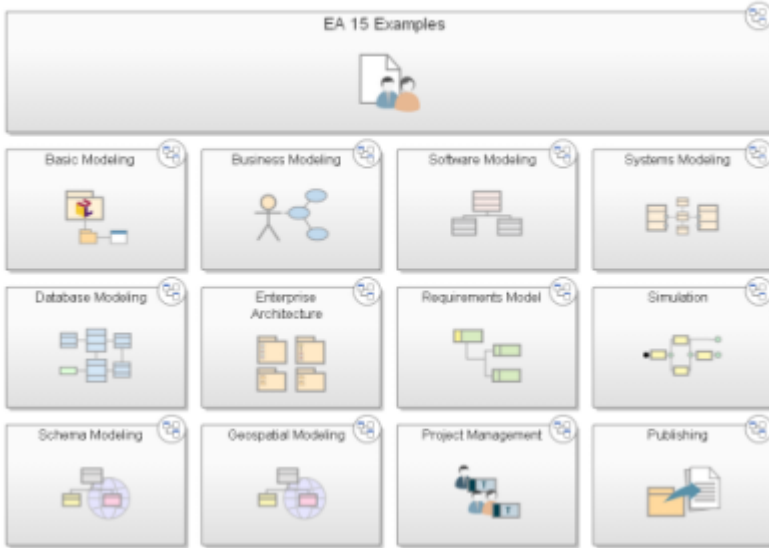 EA 15 Examples
Basic Modeling
Business Modeling
Software Modeling
Systems Modeling
Database Modeling
Enterprise
Architecture
Requirements Model
Simulation
Schema Modeling
Geospatial Modeling
Project Management
Publishing